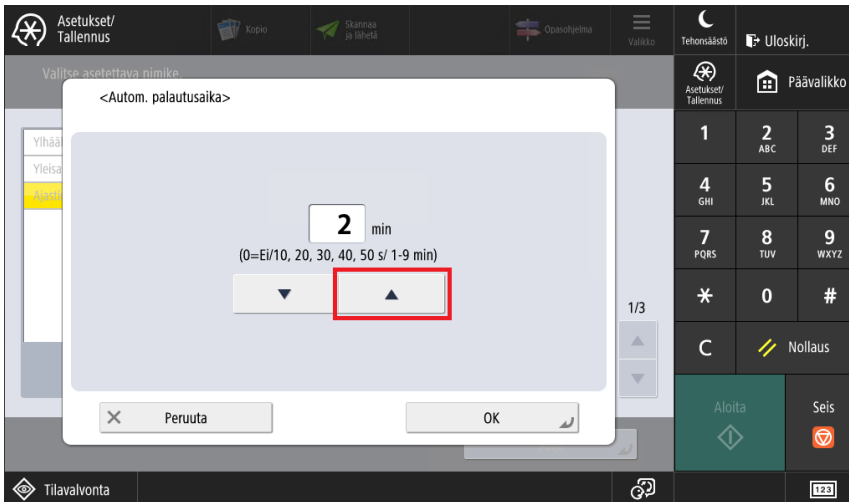 Asetukset/
Tallennus
Kopio
Skannaa
ja lähetä
Opasohjelma
Valikko
Tehonsäästö
Uloskirj.
Valitse asetettava nimike.
Asetukset/
Tallennus
Päävalikko
<Autom. palautusaika>
2 min
(0=Ei/10, 20, 30, 40, 50 s/ 1-9 min)
1/3
Peruuta
OK
1
2
ABC
3
DEF
4
GHI
5
JKL
6
MNO
7
PQRS
8
TUV
9
WXYZ
*
0
#
C
Nollaus
Aloita
Seis
Tilavalvonta
123